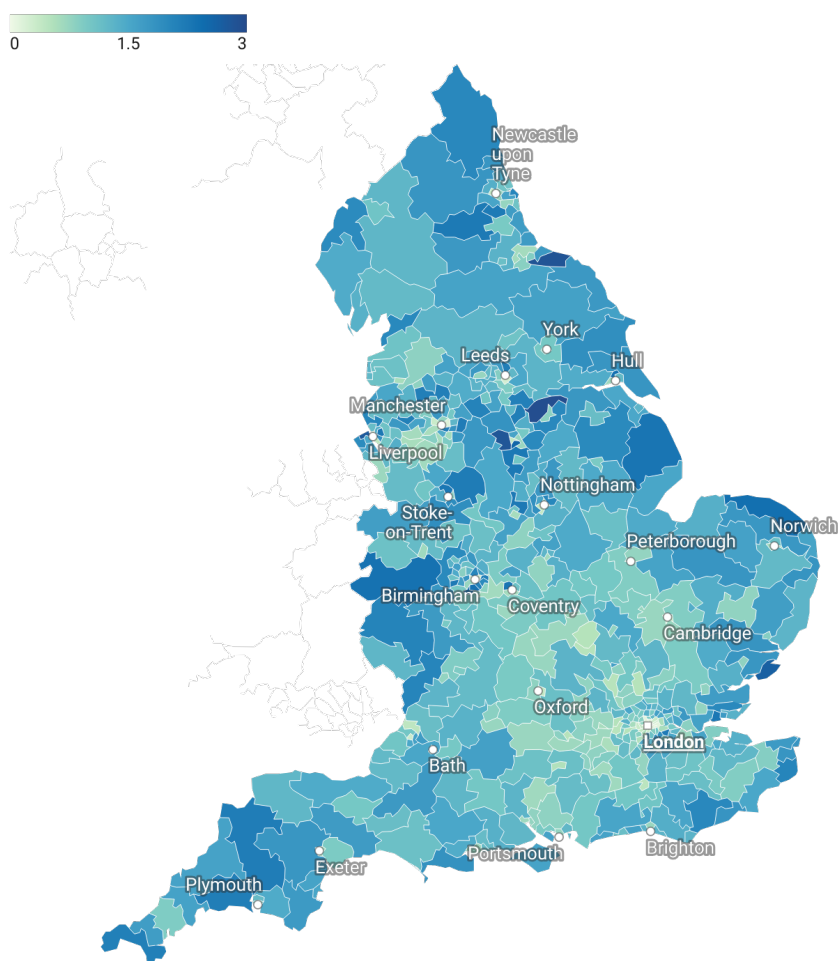 0 1.5 3
Newcastle
upon
Tyne
York
Leeds
Hull
Manchester
Liverpool
Nottingham
Stoke-
on-Trent
Norwich
Peterborough
Birmingham
Coventry
Cambridge
Oxford
London
Bath
Portsmouth
Brighton
Exeter
Plymouth